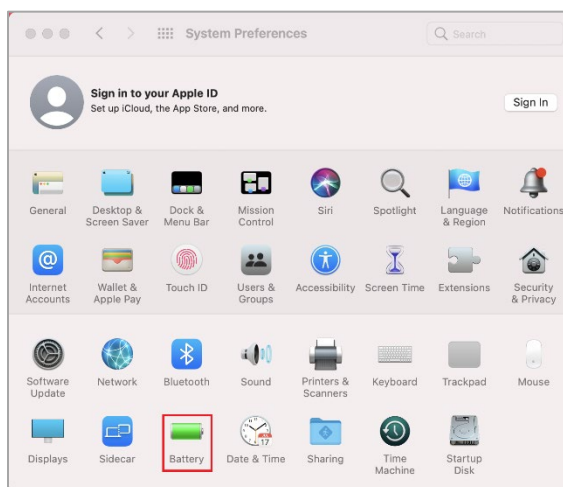 System Preferences
Search
Sign in to your Apple ID
Set up iCloud, the App Store, and more.
Sign In
General
Desktop &
Screen Saver
Dock &
Menu Bar
Mission
Control
Siri
Spotlight
Language
& Region
Notifications
Internet
Accounts
Wallet &
Apple Pay
Touch ID
Users &
Groups
Accessibility
Screen Time
Extensions
Security
& Privacy
Software
Update
Network
Bluetooth
Sound
Printers &
Scanners
Keyboard
Trackpad
Mouse
Displays
Sidecar
Battery
Date & Time
Sharing
Time
Machine
Startup
Disk